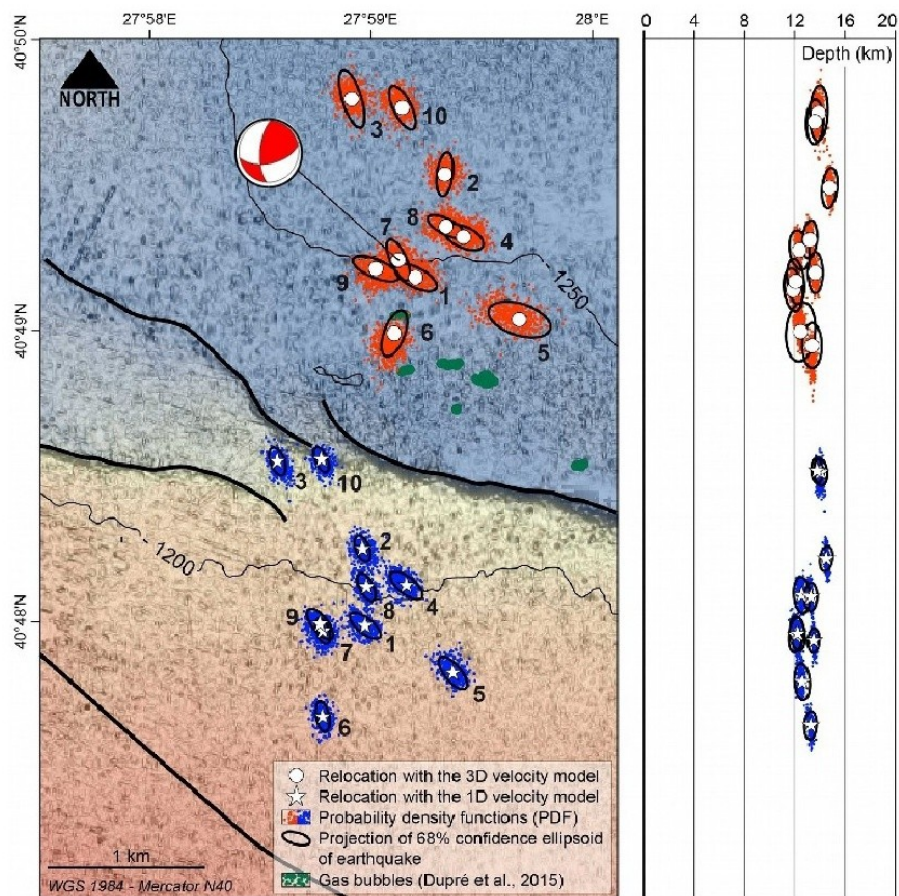 27°58'E 27°59'E 28°E
0 4 8 12 16 20
Depth (km)
40°50'N
NORTH
3
10
2
8
4
7
9
1
1250
6
5
40°49'N
3
10
2
1200
4
8
9
7
1
40°48'N
5
6
Relocation with the 3D velocity model
Relocation with the 1D velocity model
Probability density functions (PDF)
Projection of 68% confidence ellipsoid
of earthquake
Gas bubbles (Dupré et al., 2015)
1 km
WGS 1984 - Mercator N40